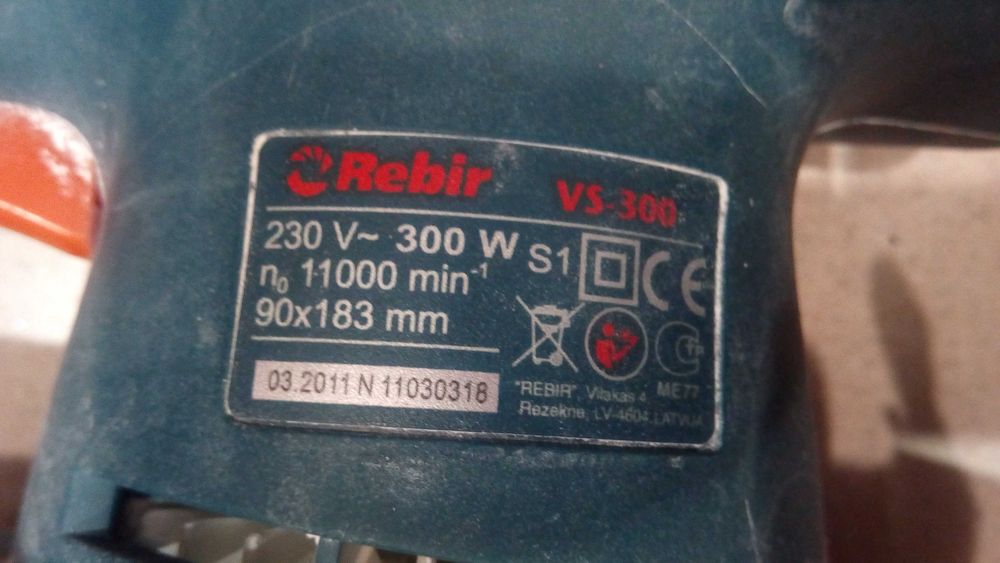 Rebir VS-300
230 V~ 300 W S1
n₀ 11000 min⁻¹
90x183 mm
CE
03.2011 N 11030318
ME77
"REBIR", Vilakas 4,
Rezekne, LV-4604 LATVIJA